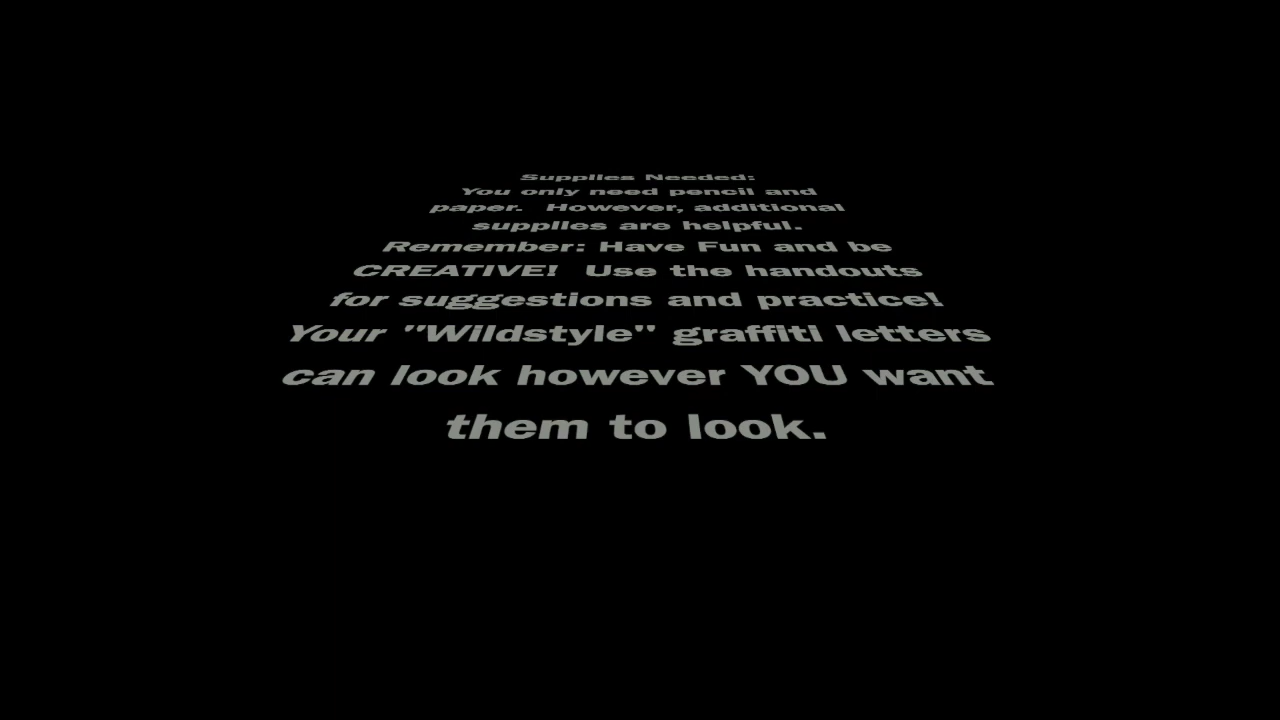 Supplies Needed:
You only need pencil and
paper.  However, additional
supplies are helpful.
Remember: Have Fun and be
CREATIVE!  Use the handouts
for suggestions and practice!
Your "Wildstyle" graffiti letters
can look however YOU want
them to look.